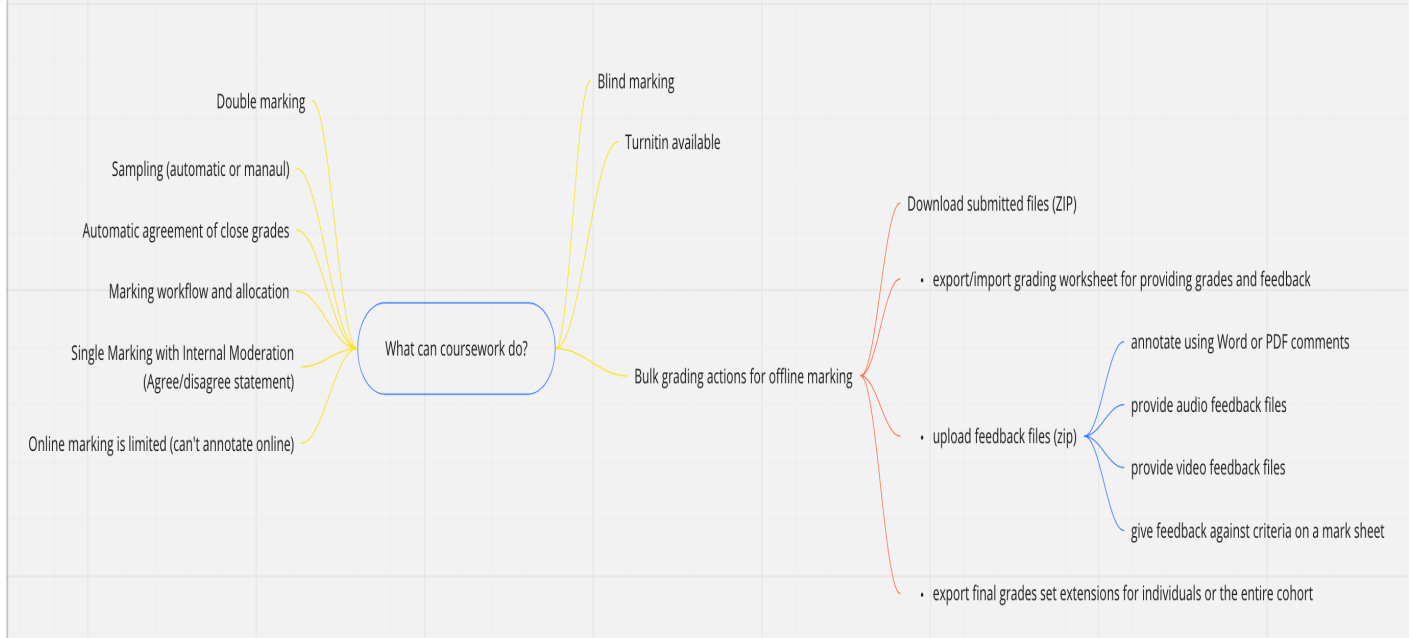 What can coursework do?
Double marking
Sampling (automatic or manaul)
Automatic agreement of close grades
Marking workflow and allocation
Single Marking with Internal Moderation
(Agree/disagree statement)
Online marking is limited (can't annotate online)
Blind marking
Turnitin available
Bulk grading actions for offline marking
Download submitted files (ZIP)
• export/import grading worksheet for providing grades and feedback
• upload feedback files (zip)
annotate using Word or PDF comments
provide audio feedback files
provide video feedback files
give feedback against criteria on a mark sheet
• export final grades set extensions for individuals or the entire cohort